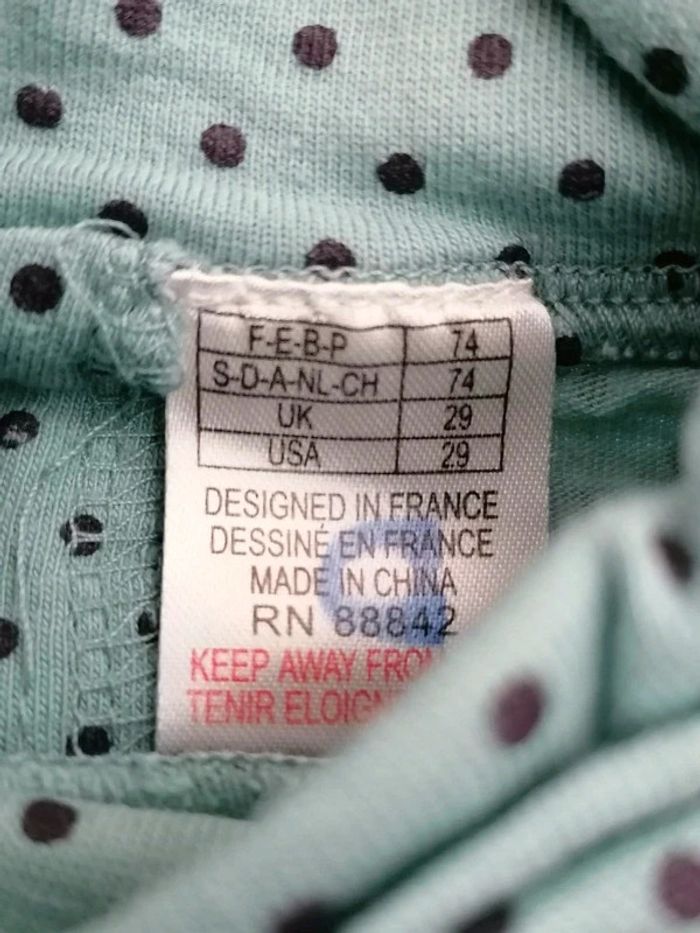 F-E-B-P 74
S-D-A-NL-CH 74
UK 29
USA 29
DESIGNED IN FRANCE
DESSINÉ EN FRANCE
MADE IN CHINA
RN 88842
KEEP AWAY
TENIR